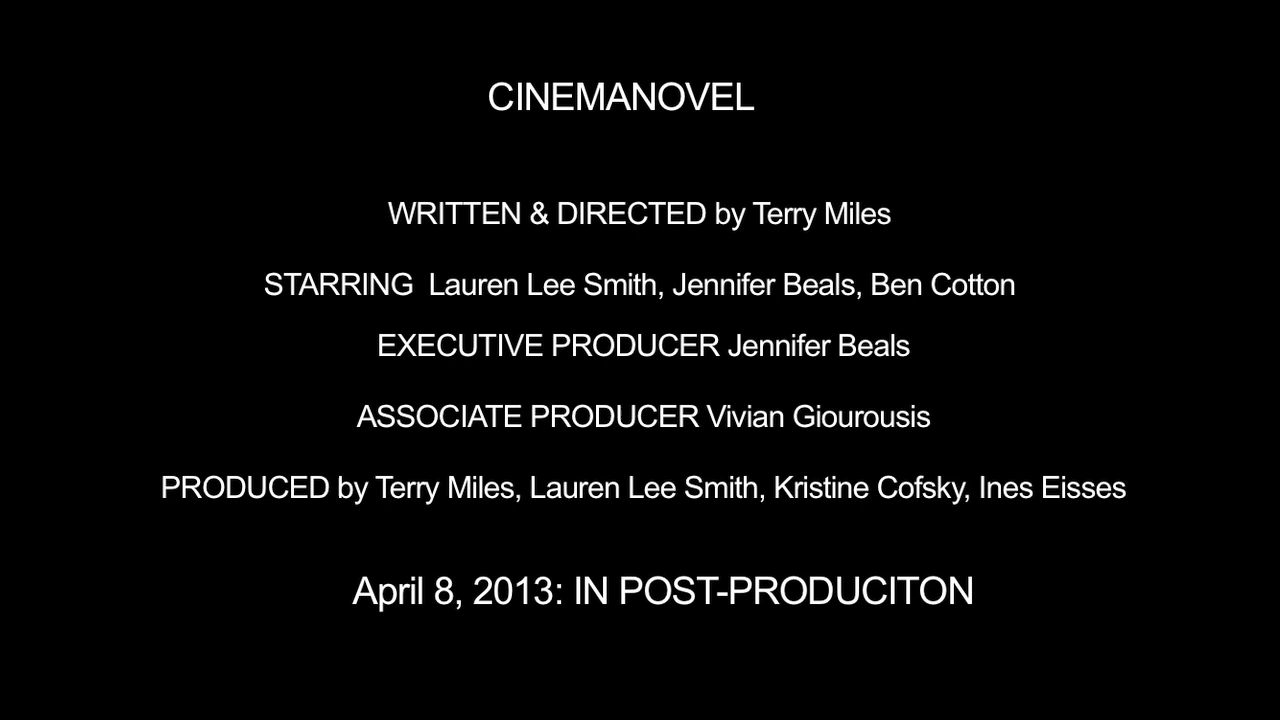 CINEMANOVEL
WRITTEN & DIRECTED by Terry Miles
STARRING  Lauren Lee Smith, Jennifer Beals, Ben Cotton
EXECUTIVE PRODUCER Jennifer Beals
ASSOCIATE PRODUCER Vivian Giourousis
PRODUCED by Terry Miles, Lauren Lee Smith, Kristine Cofsky, Ines Eisses
April 8, 2013: IN POST-PRODUCITON